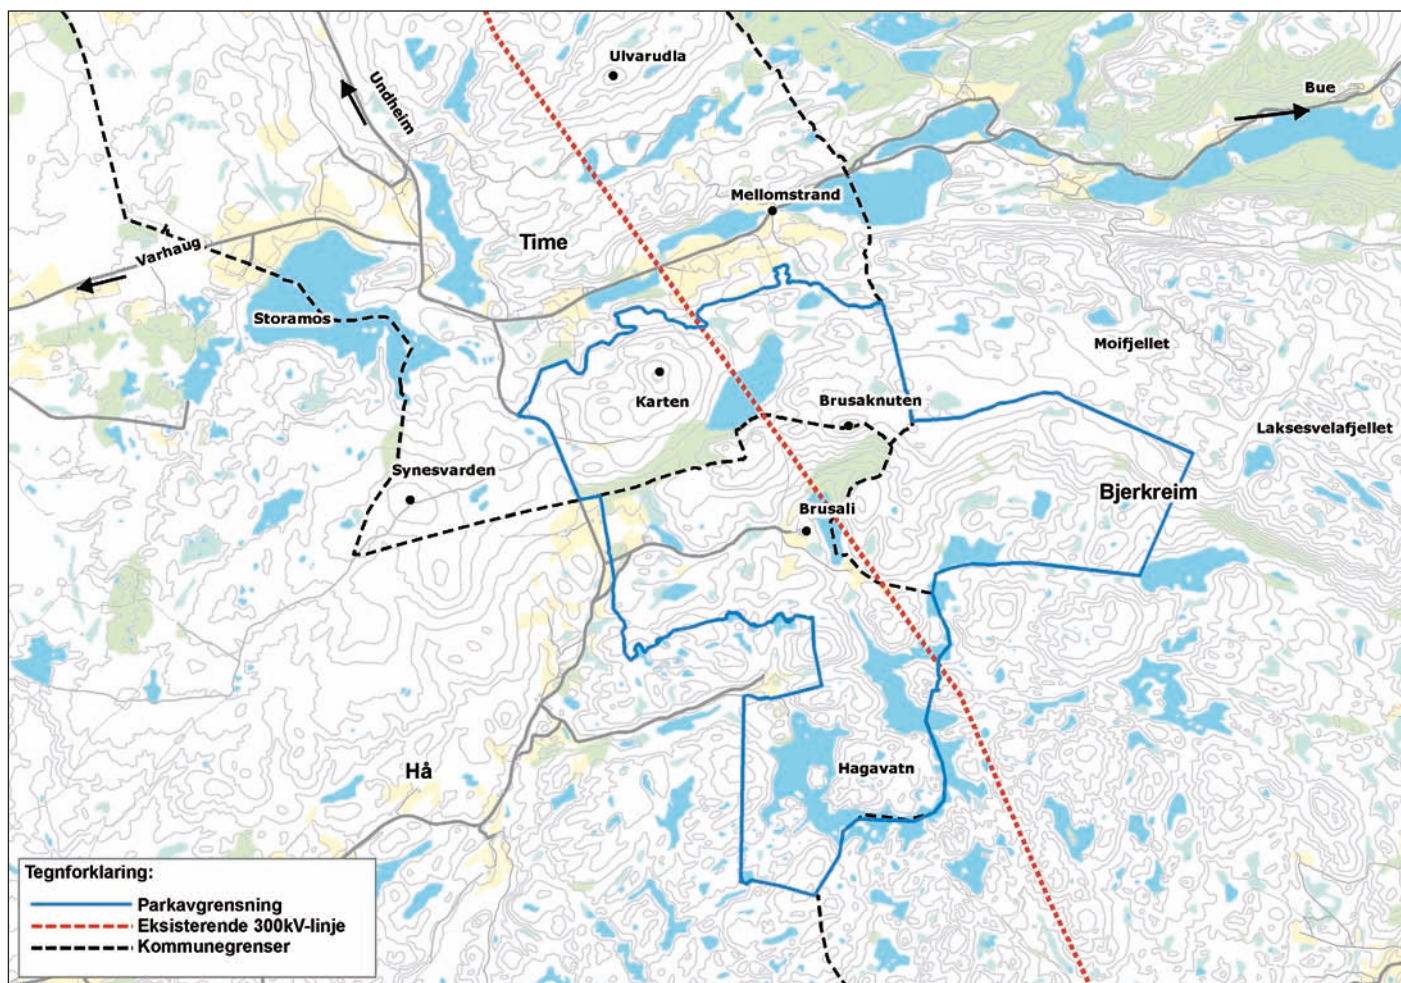 Ulvarudla
Undheim
Bue
Mellomstrand
Time
Varhaug
Storamos
Moifjellet
Karten
Brusaknuten
Laksesvelafjellet
Synesvarden
Bjerkreim
Brusali
Hå
Hagavatn
Tegnforklaring:
Parkavgrensning
Eksisterende 300kV-linje
Kommunegrenser